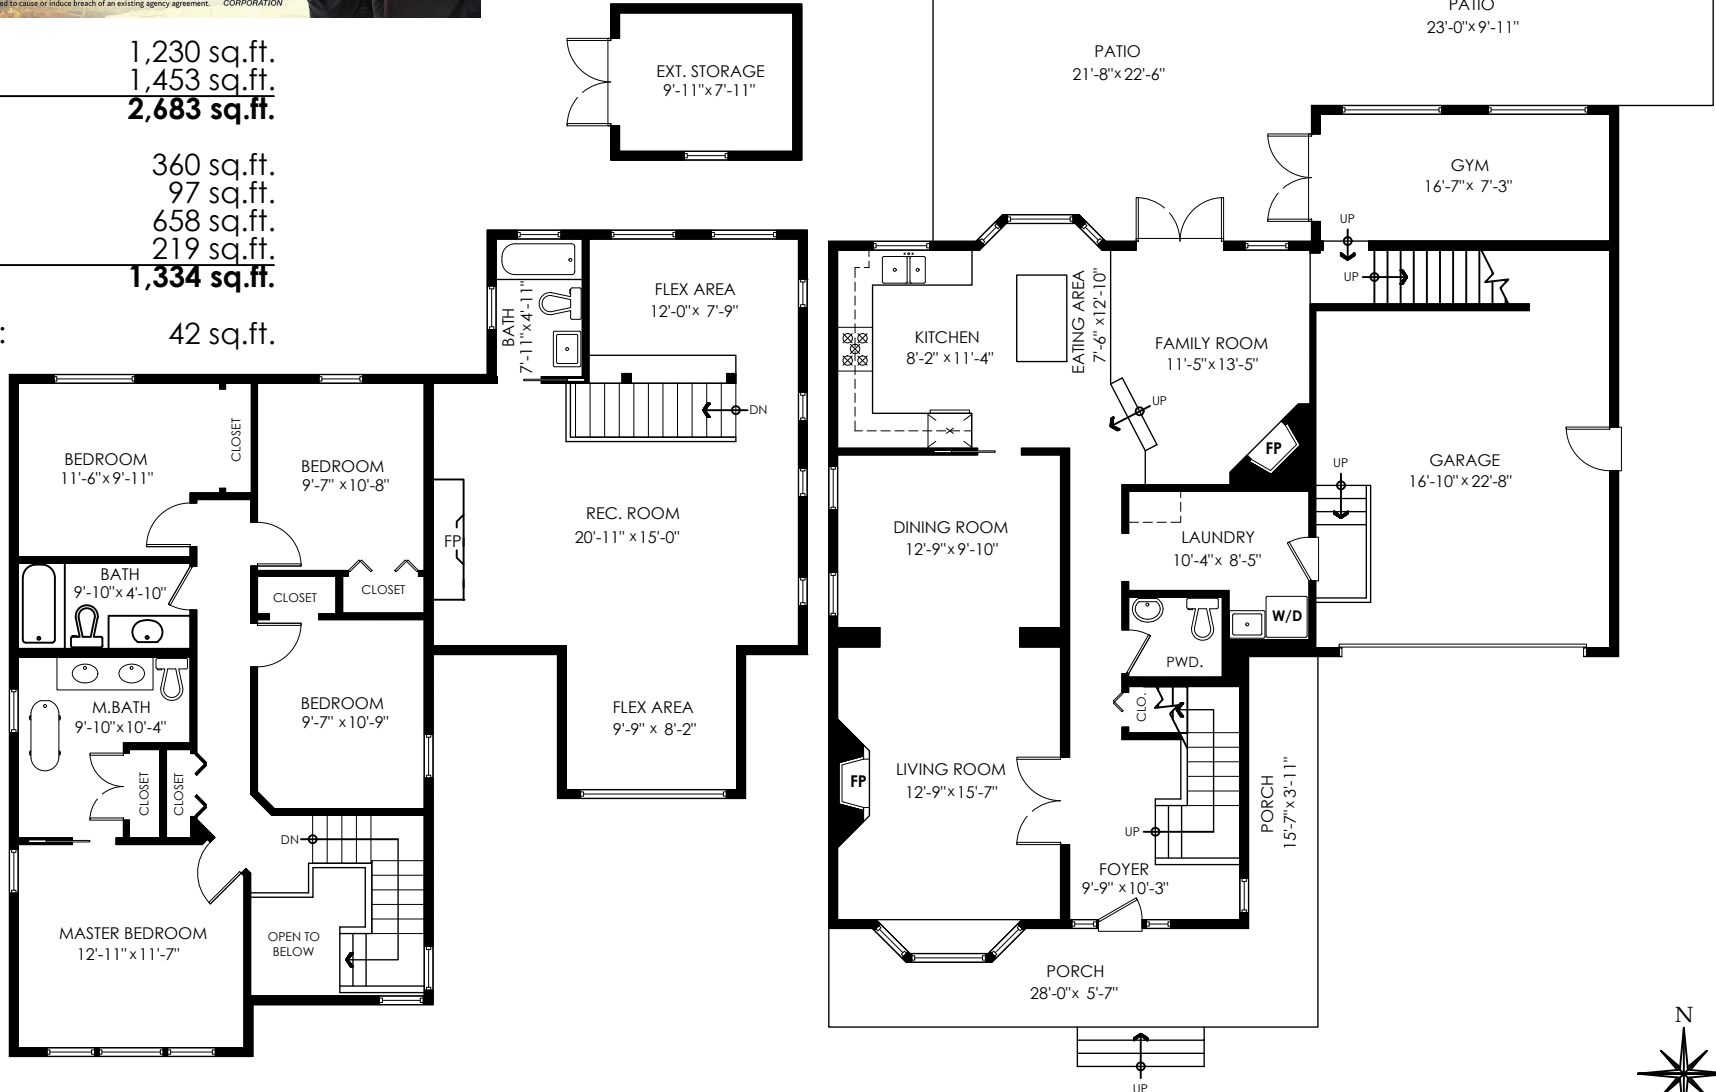 ed to cause or induce breach of an existing agency agreement. CORPORATION
1,230 sq.ft.
1,453 sq.ft.
2,683 sq.ft.
360 sq.ft.
97 sq.ft.
658 sq.ft.
219 sq.ft.
1,334 sq.ft.
: 42 sq.ft.
EXT. STORAGE
9'-11"x7'-11"
PATIO
21'-8"x 22'-6"
PATIO
23'-0"x 9'-11"
GYM
16'-7"x 7'-3"
UP
UP
BATH
7'-11"x4'-11"
FLEX AREA
12'-0"x 7'-9"
DN
KITCHEN
8'-2" x11'-4"
EATING AREA
7'-6" x12'-10"
FAMILY ROOM
11'-5"x13'-5"
UP
FP
BEDROOM
11'-6"x9'-11"
CLOSET
BEDROOM
9'-7" x10'-8"
CLOSET
CLOSET
FP
REC. ROOM
20'-11" x15'-0"
DINING ROOM
12'-9"x9'-10"
LAUNDRY
10'-4"x 8'-5"
W/D
UP
GARAGE
16'-10"x22'-8"
BATH
9'-10"x 4'-10"
M.BATH
9'-10"x10'-4"
CLOSET
CLOSET
BEDROOM
9'-7" x10'-9"
FLEX AREA
9'-9" x 8'-2"
PWD.
CLO.
FP
LIVING ROOM
12'-9"x15'-7"
UP
PORCH
15'-7"x3'-11"
DN
MASTER BEDROOM
12'-11"x11'-7"
OPEN TO
BELOW
FOYER
9'-9" x10'-3"
PORCH
28'-0"x 5'-7"
UP
N